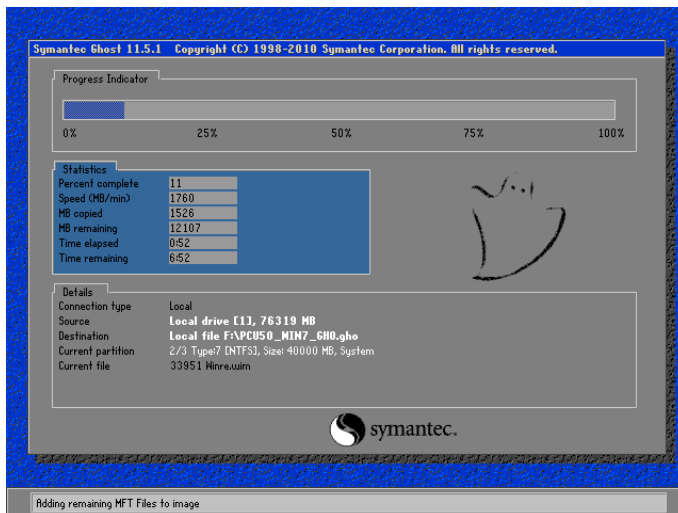 Symantec Ghost 11.5.1 Copyright (C) 1998-2010 Symantec Corporation. All rights reserved.
Progress Indicator
0% 25% 50% 75% 100%
Statistics
Percent complete 11
Speed (MB/min) 1760
MB copied 1526
MB remaining 12107
Time elapsed 0:52
Time remaining 6:52
Details
Connection type Local
Source Local drive [1], 76319 MB
Destination Local file F:\PCU50_WIN7_GHO.gho
Current partition 2/3 Type:7 [NTFS], Size: 40000 MB, System
Current file 33951 Winre.wim
symantec.
Adding remaining MFT Files to image